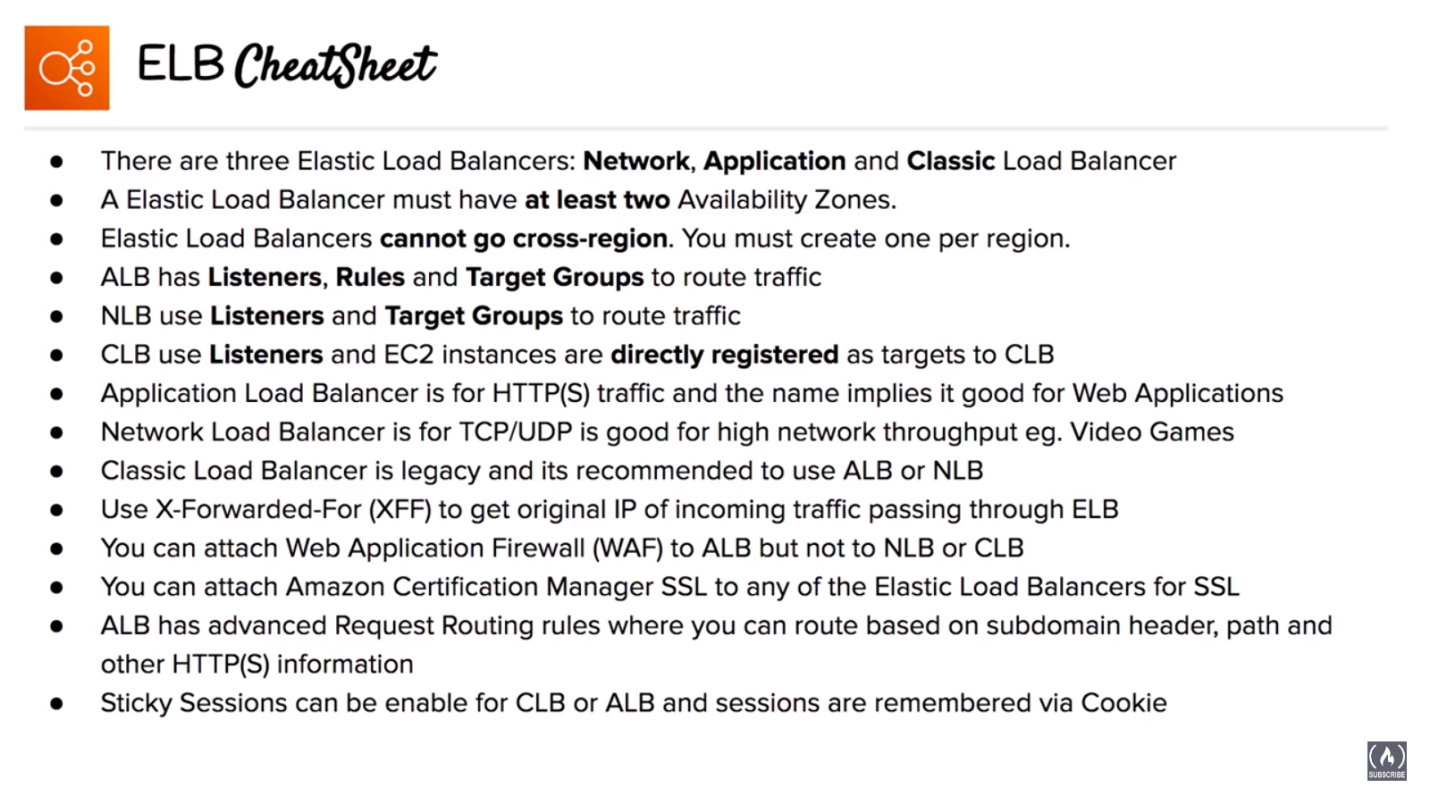 ELB CheatSheet
● There are three Elastic Load Balancers: Network, Application and Classic Load Balancer
● A Elastic Load Balancer must have at least two Availability Zones.
● Elastic Load Balancers cannot go cross-region. You must create one per region.
● ALB has Listeners, Rules and Target Groups to route traffic
● NLB use Listeners and Target Groups to route traffic
● CLB use Listeners and EC2 instances are directly registered as targets to CLB
● Application Load Balancer is for HTTP(S) traffic and the name implies it good for Web Applications
● Network Load Balancer is for TCP/UDP is good for high network throughput eg. Video Games
● Classic Load Balancer is legacy and its recommended to use ALB or NLB
● Use X-Forwarded-For (XFF) to get original IP of incoming traffic passing through ELB
● You can attach Web Application Firewall (WAF) to ALB but not to NLB or CLB
● You can attach Amazon Certification Manager SSL to any of the Elastic Load Balancers for SSL
● ALB has advanced Request Routing rules where you can route based on subdomain header, path and
other HTTP(S) information
● Sticky Sessions can be enable for CLB or ALB and sessions are remembered via Cookie
SUBSCRIBE